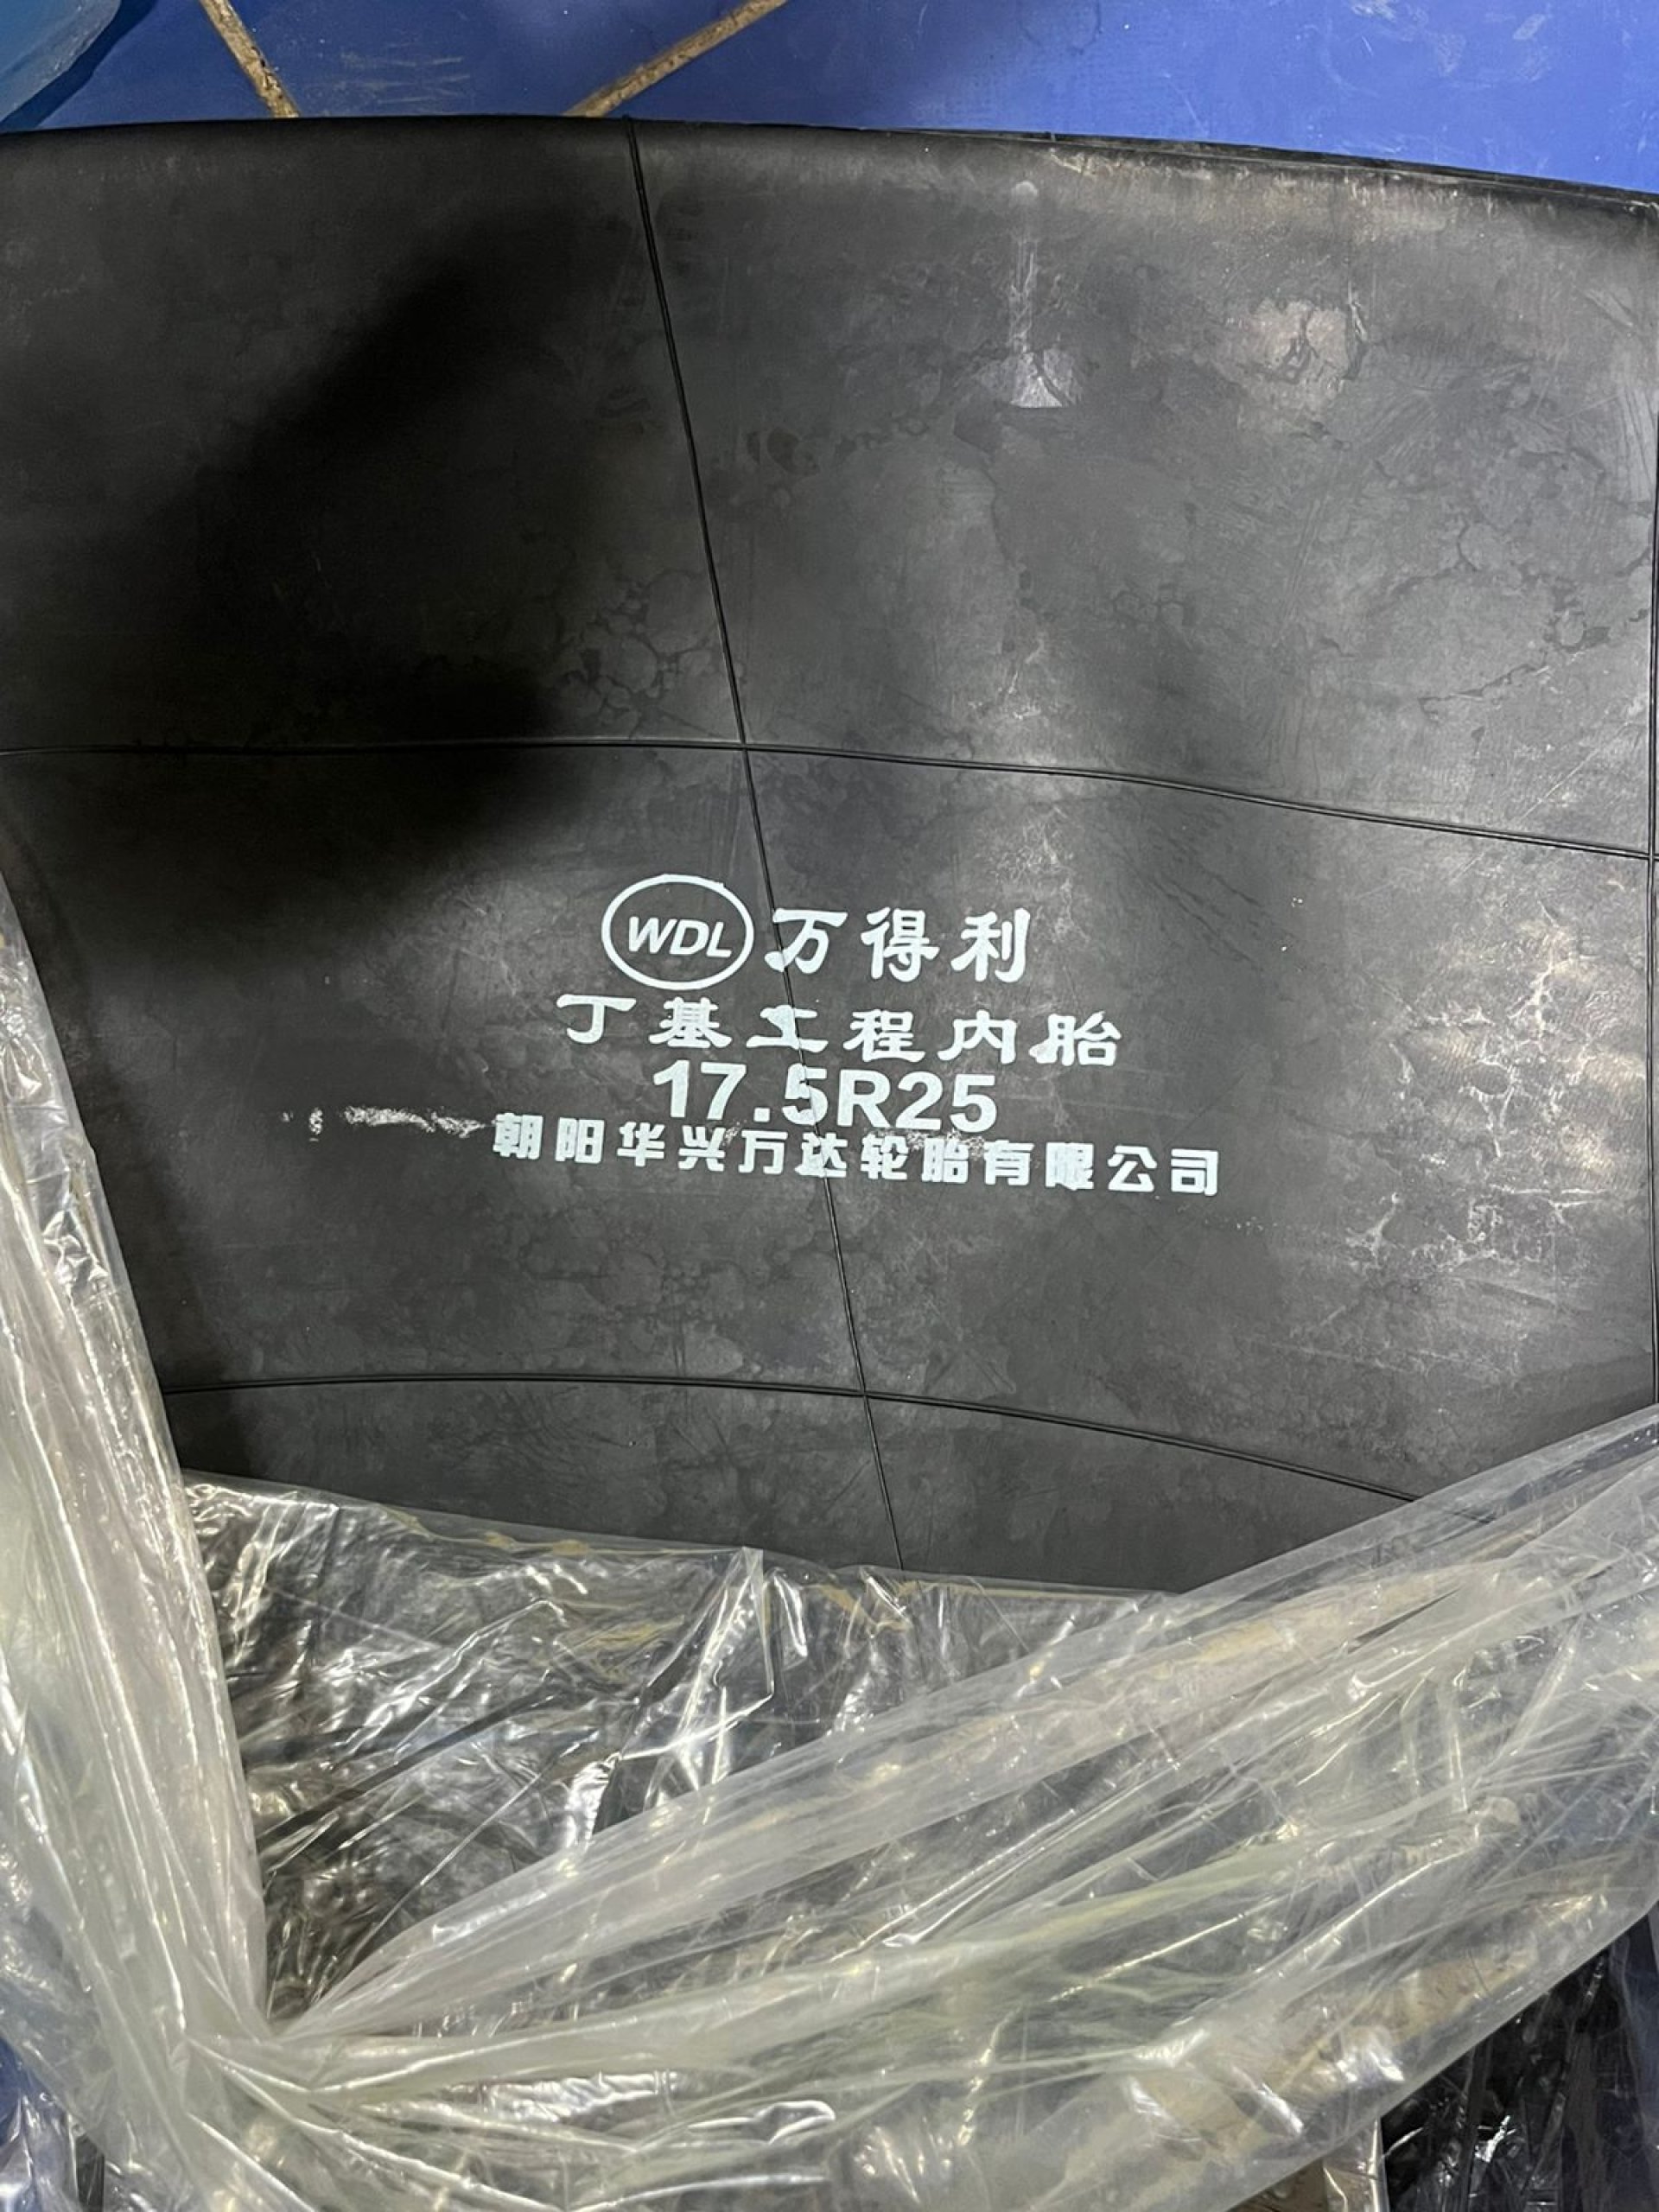 WDL 万得利
丁基工程内胎
17.5R25
朝阳华兴万达轮胎有限公司